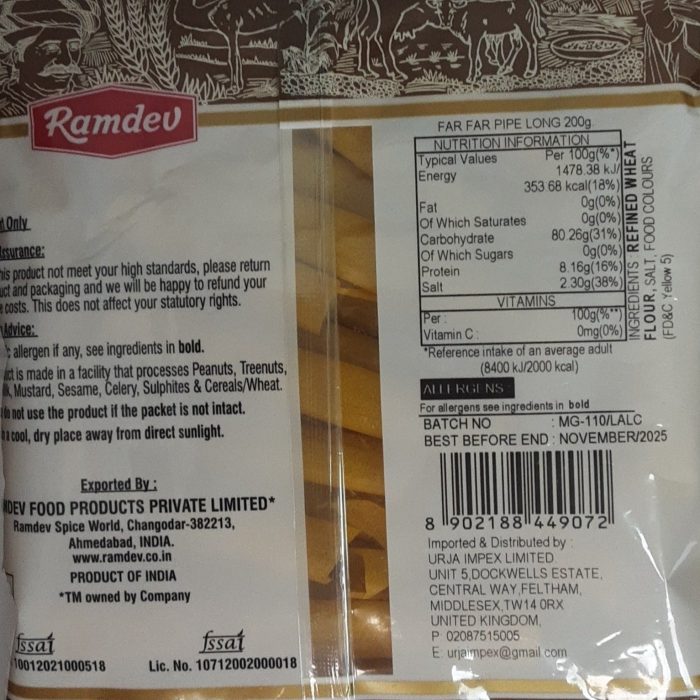 Ramdev
Only
Assurance:
his product not meet your high standards, please return
uct and packaging and we will be happy to refund your
e costs. This does not affect your statutory rights.
Advice:
allergen if any, see ingredients in bold.
uct is made in a facility that processes Peanuts, Treenuts,
Mustard, Sesame, Celery, Sulphites & Cereals/Wheat.
do not use the product if the packet is not intact.
a cool, dry place away from direct sunlight.
Exported By :
MDEV FOOD PRODUCTS PRIVATE LIMITED*
Ramdev Spice World, Changodar-382213,
Ahmedabad, INDIA.
www.ramdev.co.in
PRODUCT OF INDIA
*TM owned by Company
fssai
10012021000518
fssai
Lic. No. 10712002000018
FAR FAR PIPE LONG 200g.
NUTRITION INFORMATION
Typical Values Per 100g(%*)
Energy 1478.38 kJ/
353.68 kcal(18%)
Fat 0g(0%)
Of Which Saturates 0g(0%)
Carbohydrate 80.26g(31%)
Of Which Sugars 0g(0%)
Protein 8.16g(16%)
Salt 2.30g(38%)
VITAMINS
Per : 100g(%**)
Vitamin C : 0mg(0%)
*Reference intake of an average adult
(8400 kJ/2000 kcal)
INGREDIENTS REFINED WHEAT
FLOUR, SALT, FOOD COLOURS
(FD&C Yellow 5)
ALLERGENS :
For allergens see ingredients in bold
BATCH NO : MG-110/LALC
BEST BEFORE END : NOVEMBER/2025
8 902188 449072
Imported & Distributed by :
URJA IMPEX LIMITED
UNIT 5,DOCKWELLS ESTATE,
CENTRAL WAY,FELTHAM,
MIDDLESEX,TW14 0RX
UNITED KINGDOM,
P 02087515005
E. urjaimpex@gmail.com